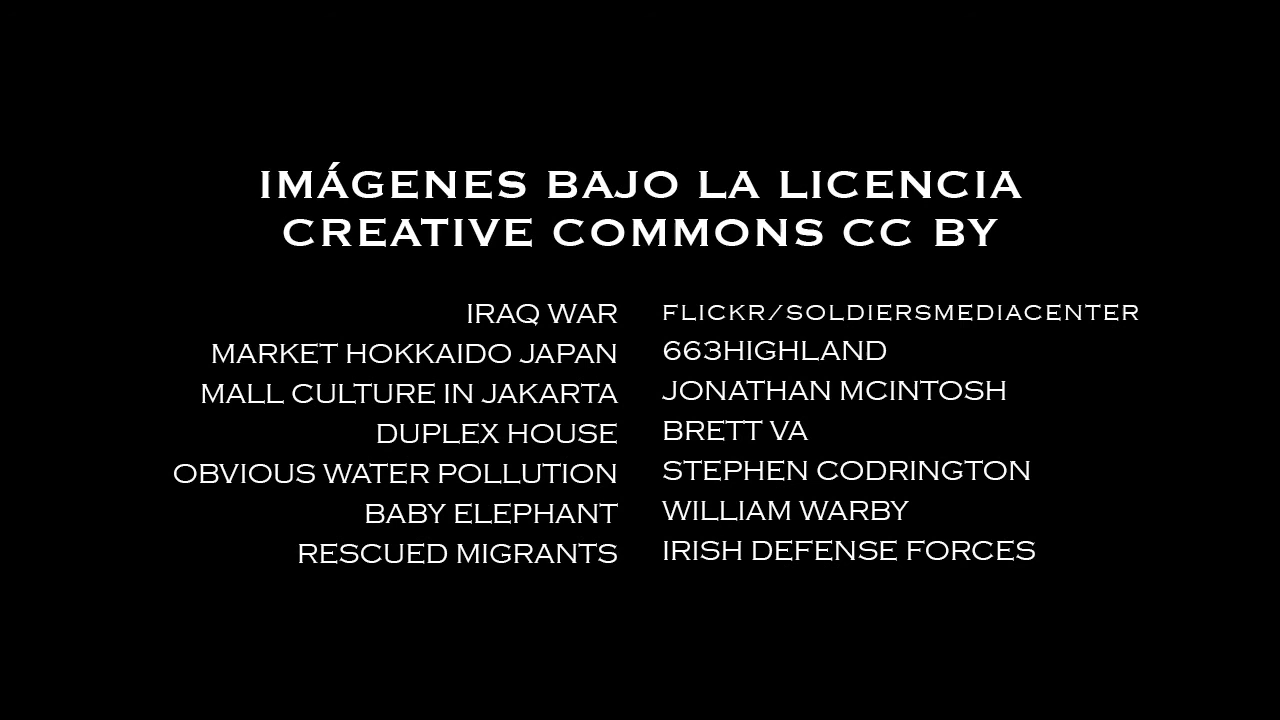 IMÁGENES BAJO LA LICENCIA
CREATIVE COMMONS CC BY
IRAQ WAR FLICKR/SOLDIERSMEDIACENTER
MARKET HOKKAIDO JAPAN 663HIGHLAND
MALL CULTURE IN JAKARTA JONATHAN MCINTOSH
DUPLEX HOUSE BRETT VA
OBVIOUS WATER POLLUTION STEPHEN CODRINGTON
BABY ELEPHANT WILLIAM WARBY
RESCUED MIGRANTS IRISH DEFENSE FORCES